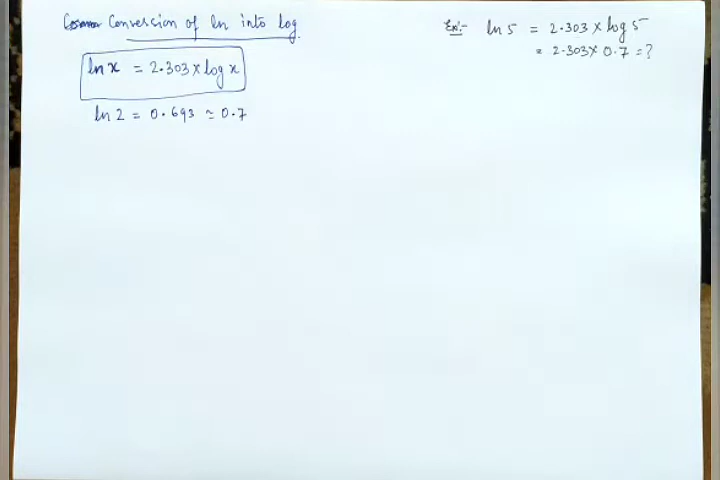 Conversion of ln into log
ln x = 2.303 x log x
ln 2 = 0.693 ≃ 0.7
Ex:- ln 5 = 2.303 x log 5
= 2.303 x 0.7 = ?